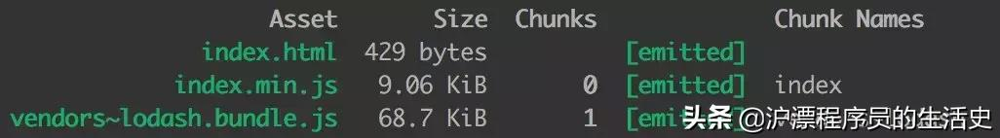 Asset Size Chunks Chunk Names
index.html 429 bytes [emitted]
index.min.js 9.06 KiB 0 [emitted] index
vendors~lodash.bundle.js 68.7 KiB 1 [emitted]
头条 @沪漂程序员的生活史